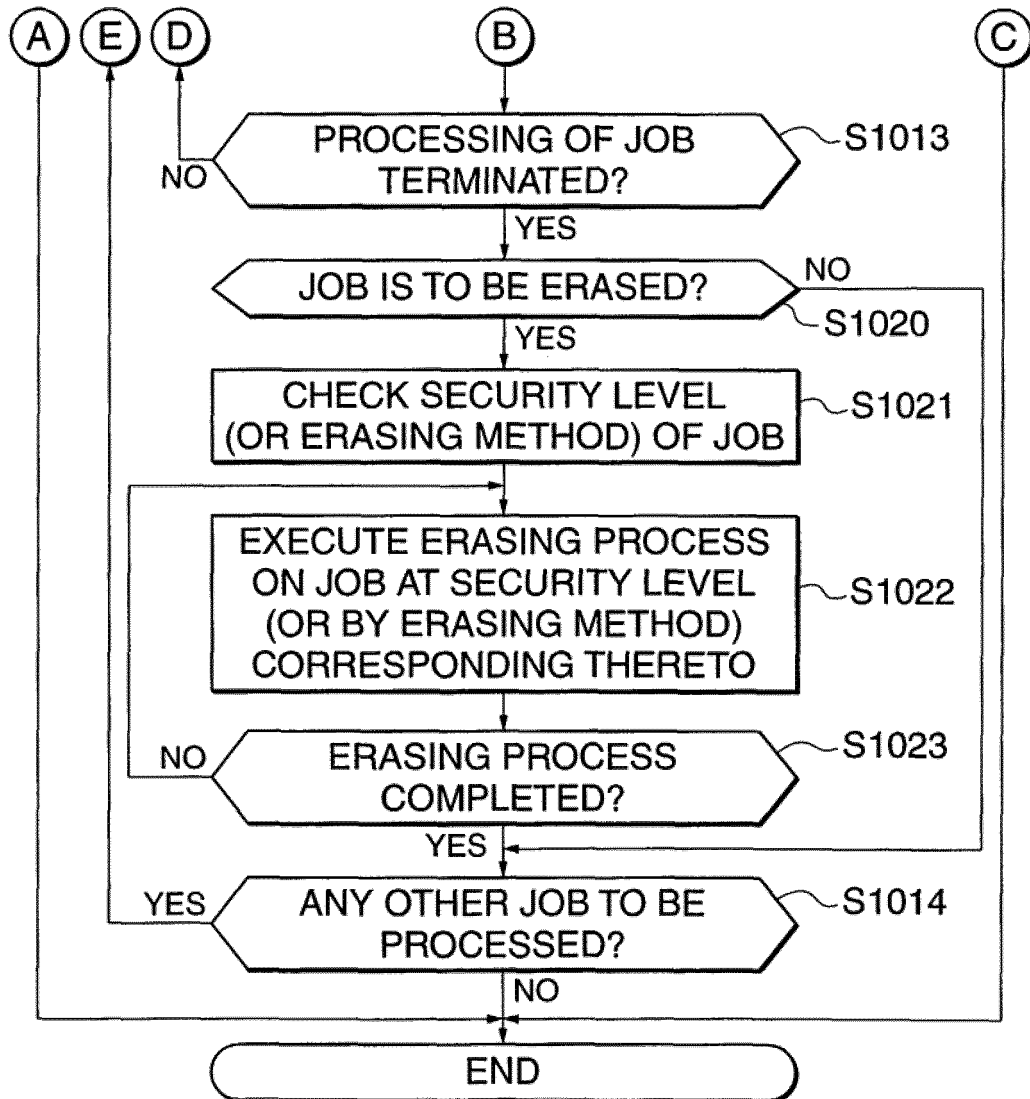 A E D B C
PROCESSING OF JOB
TERMINATED?
S1013
NO
YES
JOB IS TO BE ERASED?
NO
S1020
YES
CHECK SECURITY LEVEL
(OR ERASING METHOD) OF JOB
S1021
EXECUTE ERASING PROCESS
ON JOB AT SECURITY LEVEL
(OR BY ERASING METHOD)
CORRESPONDING THERETO
S1022
ERASING PROCESS
COMPLETED?
S1023
NO
YES
ANY OTHER JOB TO BE
PROCESSED?
S1014
YES
NO
END